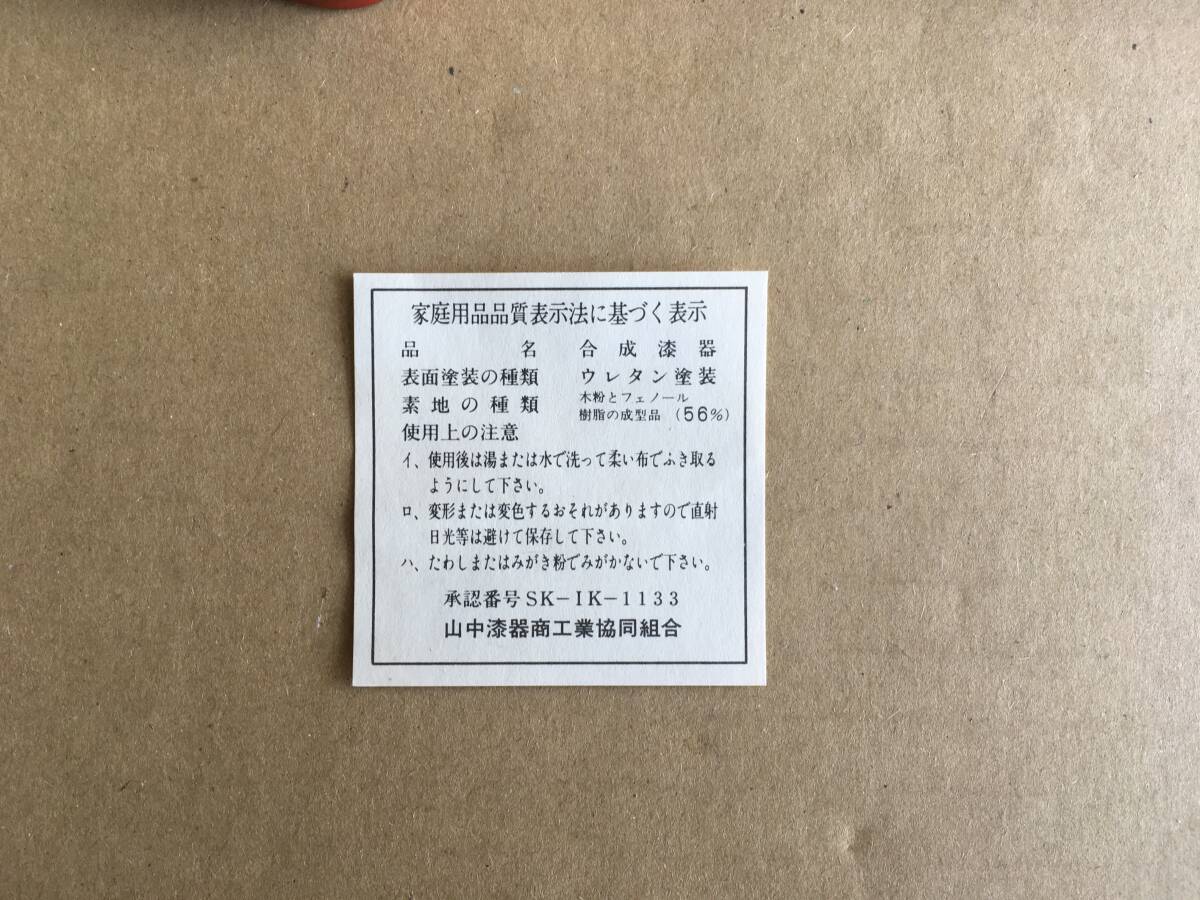 家庭用品品質表示法に基づく表示
品名 合成漆器
表面塗装の種類 ウレタン塗装
素地の種類 木粉とフェノール
樹脂の成型品 (56%)
使用上の注意
イ、使用後は湯または水で洗って柔い布でふき取る
ようにして下さい。
ロ、変形または変色するおそれがありますので直射
日光等は避けて保存して下さい。
ハ、たわしまたはみがき粉でみがかないで下さい。
承認番号 SK-IK-1133
山中漆器商工業協同組合